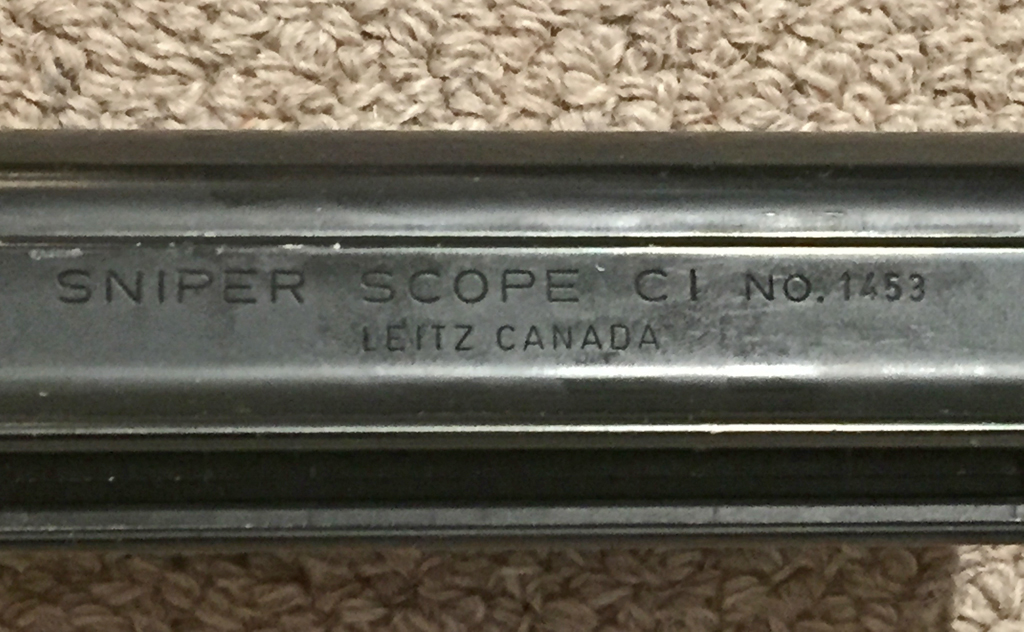 SNIPER SCOPE C1 NO. 1453
LEITZ CANADA